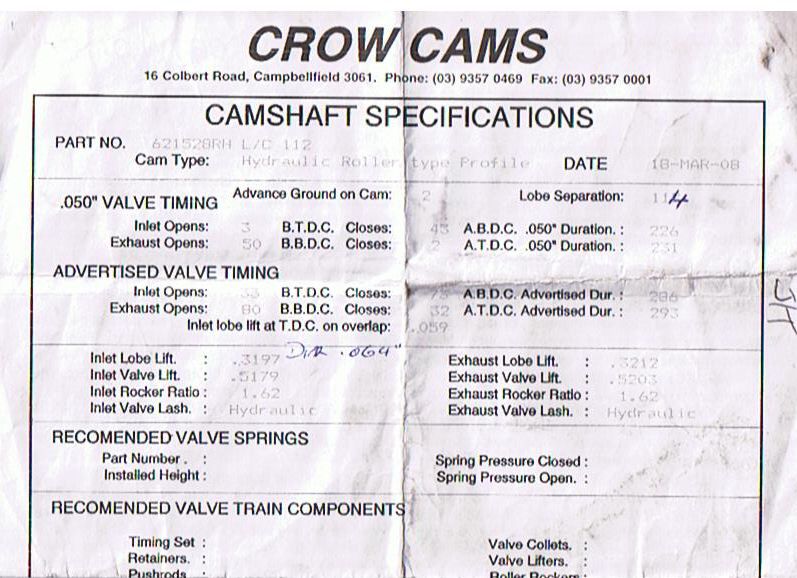 CROW CAMS
16 Colbert Road, Campbellfield 3061. Phone: (03) 9357 0469 Fax: (03) 9357 0001
CAMSHAFT SPECIFICATIONS
PART NO. 621528RH L/C 112
Cam Type: Hydraulic Roller type Profile DATE 18-MAR-08
.050" VALVE TIMING Advance Ground on Cam: 2 Lobe Separation: 114
Inlet Opens: 3 B.T.D.C. Closes: 43 A.B.D.C. .050" Duration. : 226
Exhaust Opens: 50 B.B.D.C. Closes: 2 A.T.D.C. .050" Duration. : 231
ADVERTISED VALVE TIMING
Inlet Opens: 33 B.T.D.C. Closes: 73 A.B.D.C. Advertised Dur. : 286
Exhaust Opens: 80 B.B.D.C. Closes: 32 A.T.D.C. Advertised Dur. : 293
Inlet lobe lift at T.D.C. on overlap: .059
Inlet Lobe Lift. : .3197 .064" Exhaust Lobe Lift. : .3212
Inlet Valve Lift. : .5179 Exhaust Valve Lift. : .5203
Inlet Rocker Ratio : 1.62 Exhaust Rocker Ratio : 1.62
Inlet Valve Lash. : Hydraulic Exhaust Valve Lash. : Hydraulic
RECOMENDED VALVE SPRINGS
Part Number . : Spring Pressure Closed :
Installed Height : Spring Pressure Open. :
RECOMENDED VALVE TRAIN COMPONENTS
Timing Set : Valve Collets. :
Retainers. : Valve Lifters. :
Pushrods : Roller Rockers: